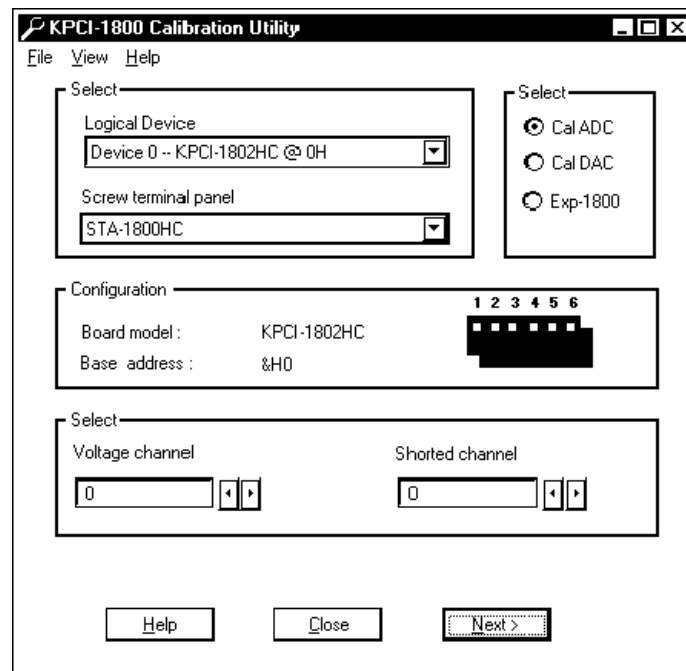 KPCI-1800 Calibration Utility
File View Help
Select
Logical Device
Device 0 -- KPCI-1802HC @ 0H
Screw terminal panel
STA-1800HC
Select
Cal ADC
Cal DAC
Exp-1800
Configuration
1 2 3 4 5 6
Board model : KPCI-1802HC
Base address : &H0
Select
Voltage channel Shorted channel
0 0
Help Close Next >